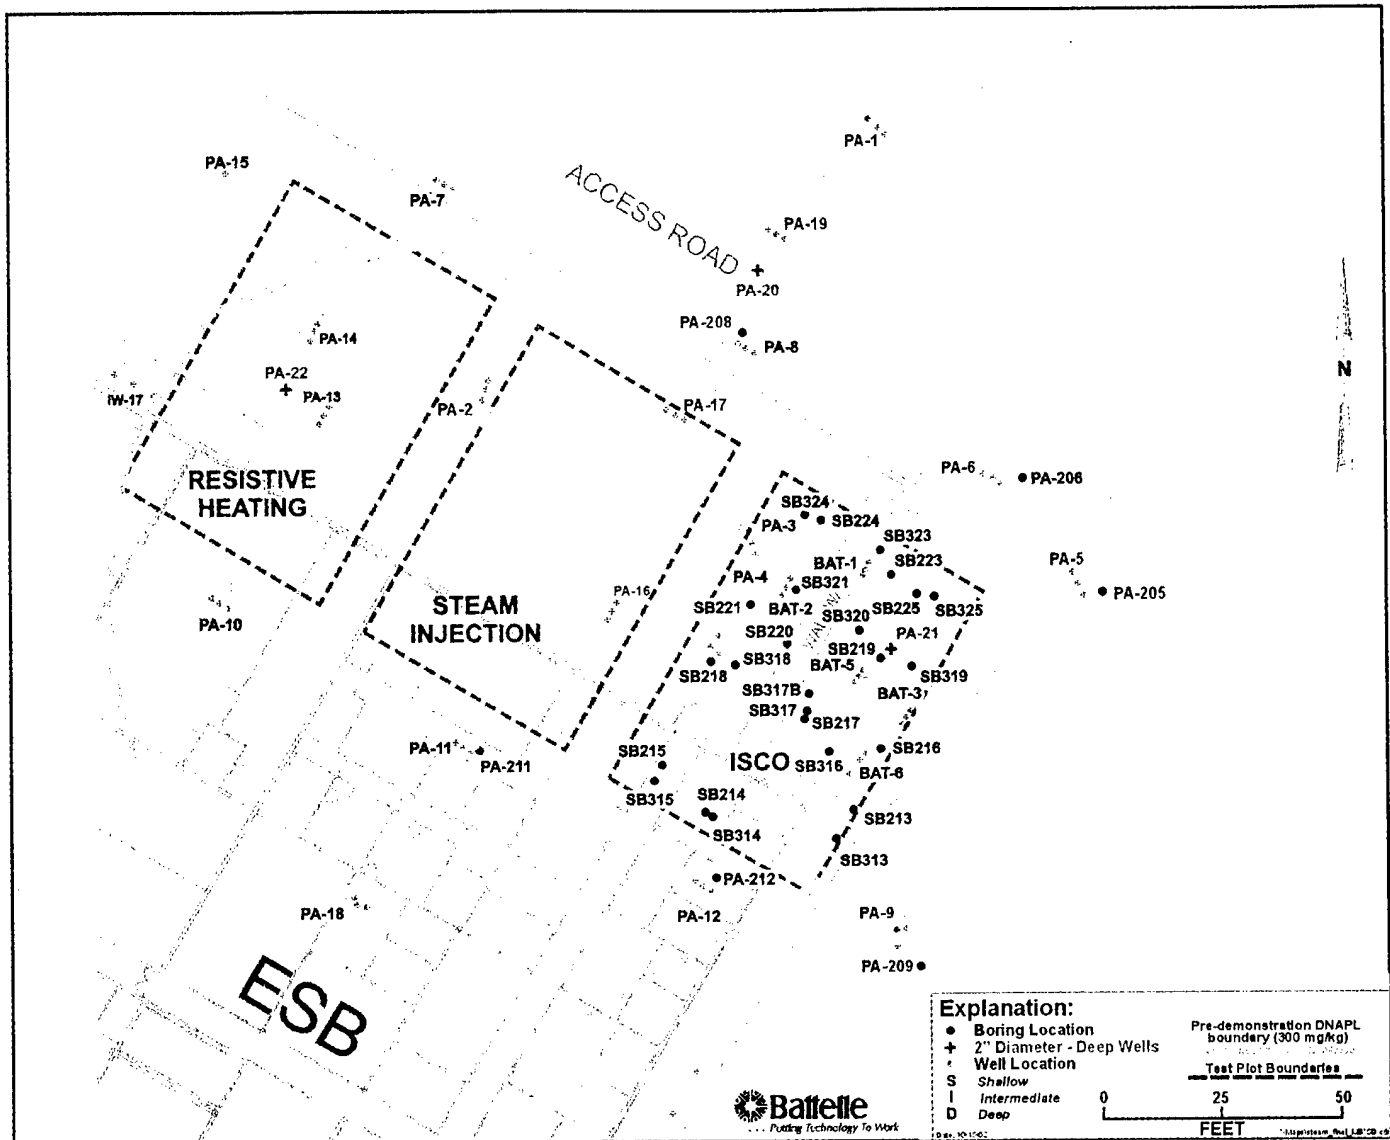 PA-1
PA-15
PA-7
ACCESS ROAD
PA-19
PA-20
PA-208
PA-8
PA-14
PA-22
PA-13
IW-17
PA-2
PA-17
N
RESISTIVE
HEATING
PA-6
PA-206
SB324
PA-3
SB224
SB323
BAT-1
SB223
PA-5
PA-205
PA-4
SB321
SB221
BAT-2
SB225
SB325
SB320
PA-16
PA-10
STEAM
INJECTION
SB220
PA-21
SB219
BAT-5
SB218
SB318
SB319
SB317B
BAT-3
SB317
SB217
PA-11
PA-211
SB215
ISCO
SB316
SB216
BAT-6
SB315
SB214
SB314
SB213
SB313
PA-212
PA-12
PA-18
PA-9
PA-209
ESB
Explanation:
Boring Location
2" Diameter - Deep Wells
Well Location
S Shallow
I Intermediate
D Deep
Pre-demonstration DNAPL
boundary (300 mg/kg)
Test Plot Boundaries
0 25 50
FEET
Battelle
... Putting Technology To Work